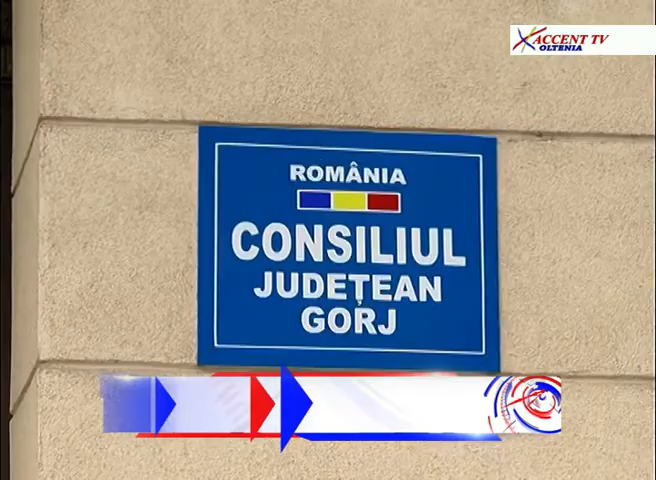 ACCENT TV
OLTENIA
ROMÂNIA
CONSILIUL
JUDEȚEAN
GORJ